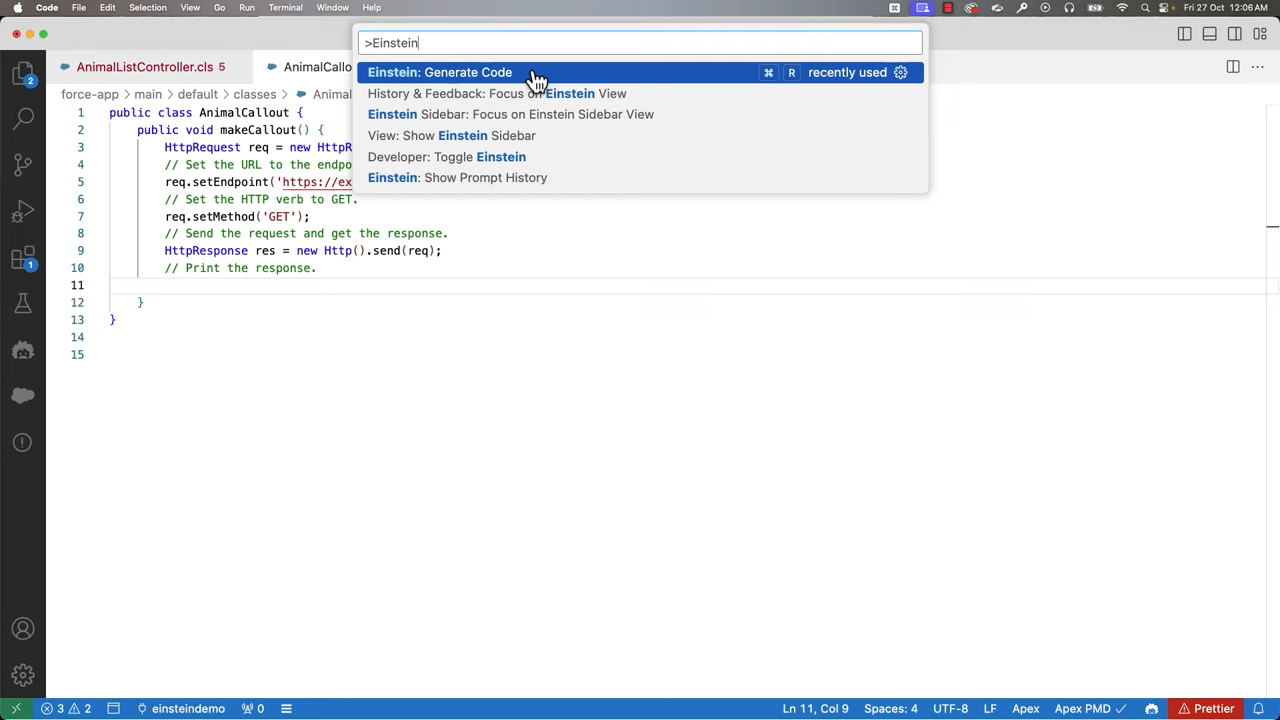 Code File Edit Selection View Go Run Terminal Window Einstein Mon Apr 1 12:06 AM
>Einstein
Einstein: Generate Code ⌘ R recently used
History & Feedback: Focus on Einstein View
Einstein Sidebar: Focus on Einstein Sidebar View
View: Show Einstein Sidebar
Developer: Toggle Einstein
Einstein: Show Prompt History
AnimalListController.cls 5 AnimalCallo
force-app > main > default > classes > Animal
1 public class AnimalCallout {
2 public void makeCallout() {
3 HttpRequest req = new HttpR
4 // Set the URL to the endpo
5 req.setEndpoint('https://ex
6 // Set the HTTP verb to GET.
7 req.setMethod('GET');
8 // Send the request and get the response.
9 HttpResponse res = new Http().send(req);
10 // Print the response.
11
12 }
13 }
14
15
2
1
3 2 einsteindemo 0 Ln 11, Col 9 Spaces: 4 UTF-8 LF Apex Apex PMD ✓ Prettier